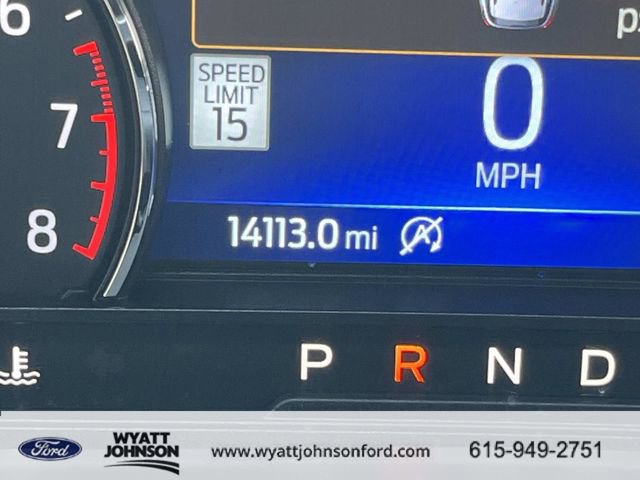 6
7
8
SPEED
LIMIT
15
0
MPH
14113.0 mi
A
P R N D
Ford
WYATT
JOHNSON
www.wyattjohnsonford.com
615-949-2751